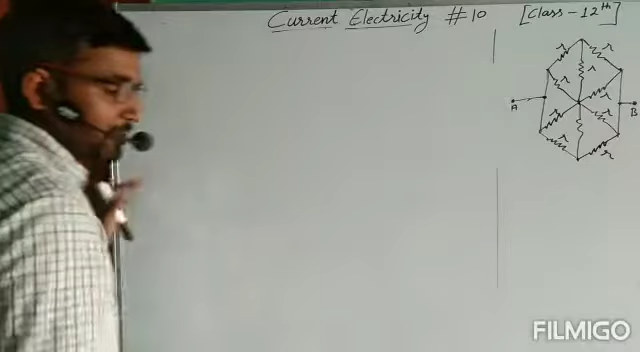 Current Electricity #10 [Class-12th]
r r
r
r r
A B
r r
r r
FILMIGO